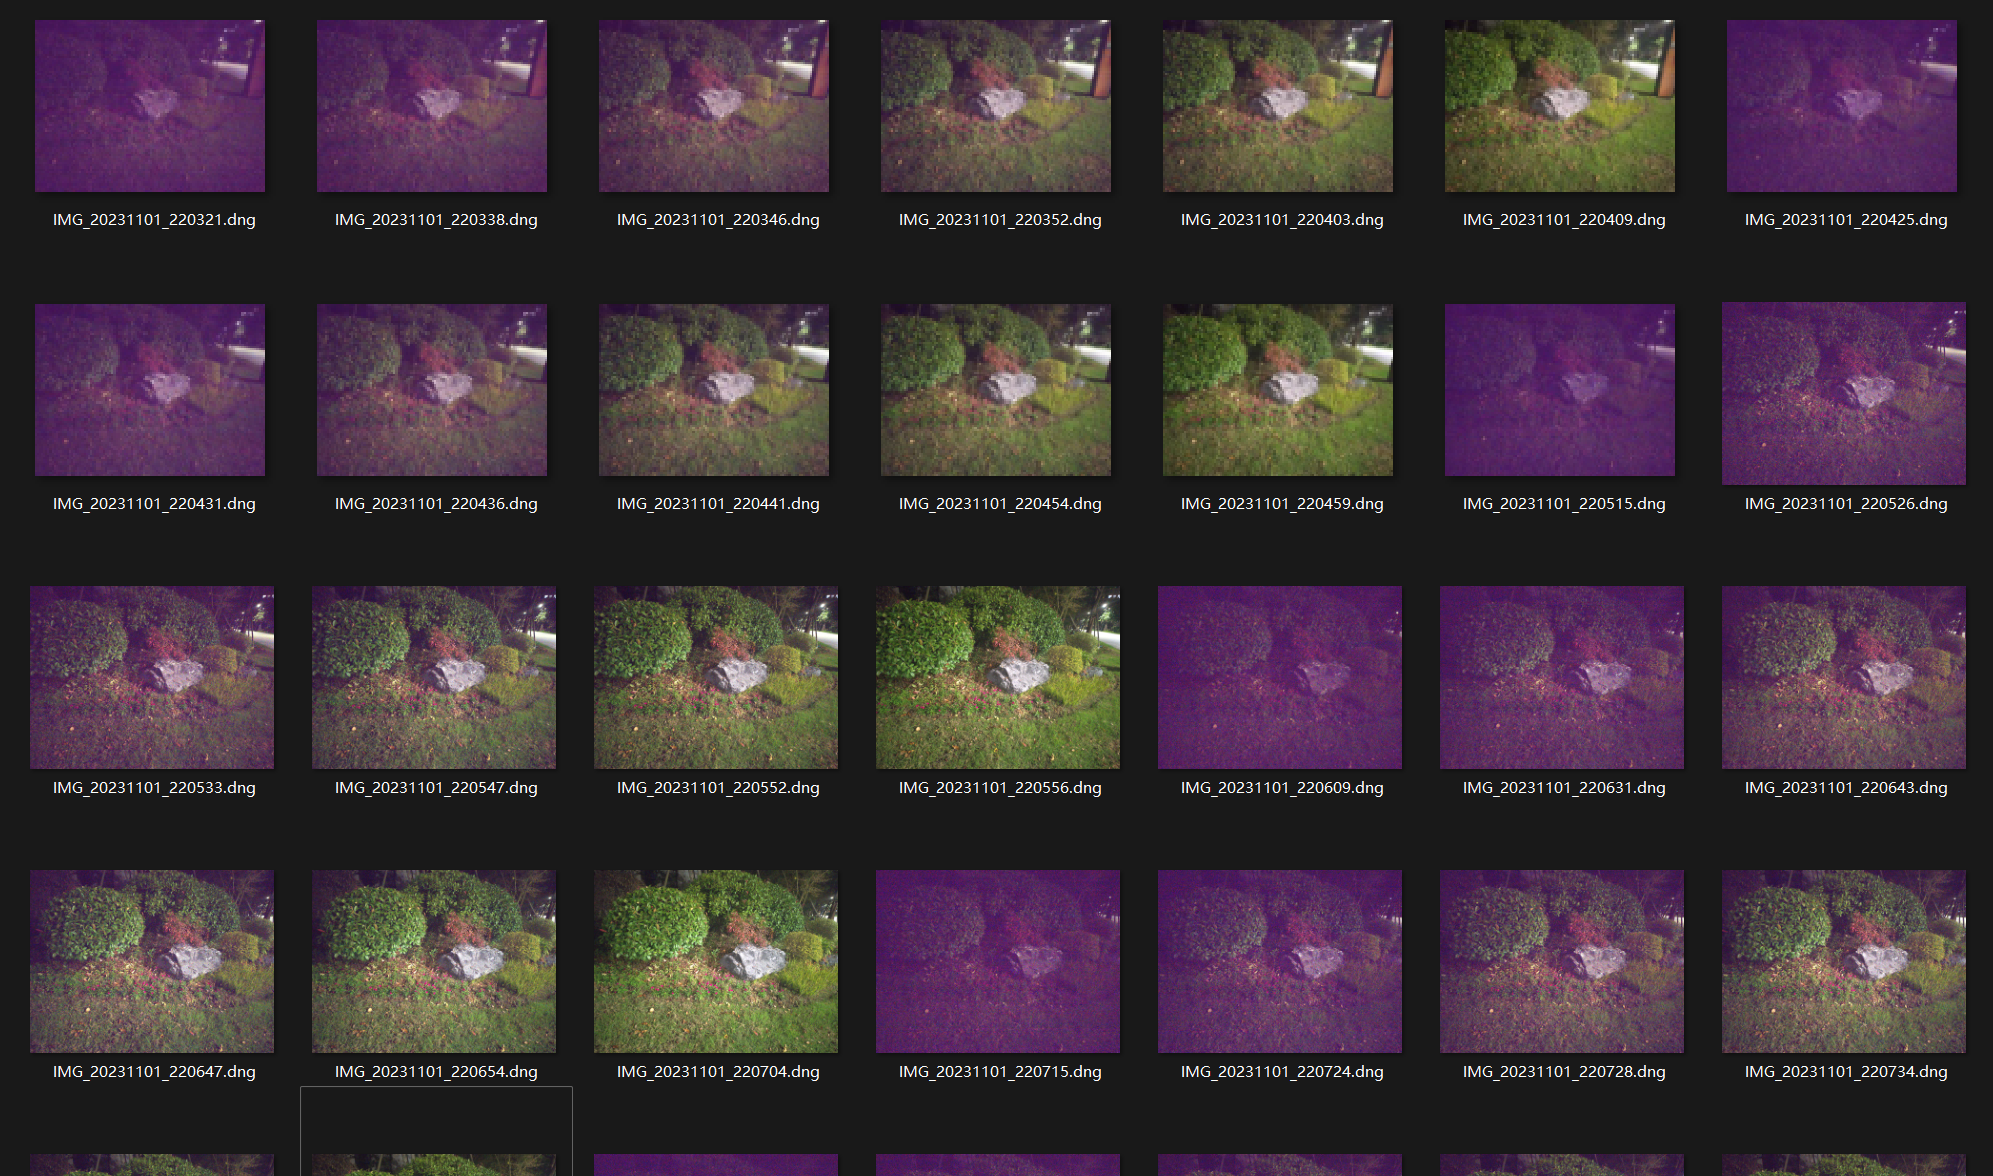 IMG_20231101_220321.dng
IMG_20231101_220338.dng
IMG_20231101_220346.dng
IMG_20231101_220352.dng
IMG_20231101_220403.dng
IMG_20231101_220409.dng
IMG_20231101_220425.dng
IMG_20231101_220431.dng
IMG_20231101_220436.dng
IMG_20231101_220441.dng
IMG_20231101_220454.dng
IMG_20231101_220459.dng
IMG_20231101_220515.dng
IMG_20231101_220526.dng
IMG_20231101_220533.dng
IMG_20231101_220547.dng
IMG_20231101_220552.dng
IMG_20231101_220556.dng
IMG_20231101_220609.dng
IMG_20231101_220631.dng
IMG_20231101_220643.dng
IMG_20231101_220647.dng
IMG_20231101_220654.dng
IMG_20231101_220704.dng
IMG_20231101_220715.dng
IMG_20231101_220724.dng
IMG_20231101_220728.dng
IMG_20231101_220734.dng